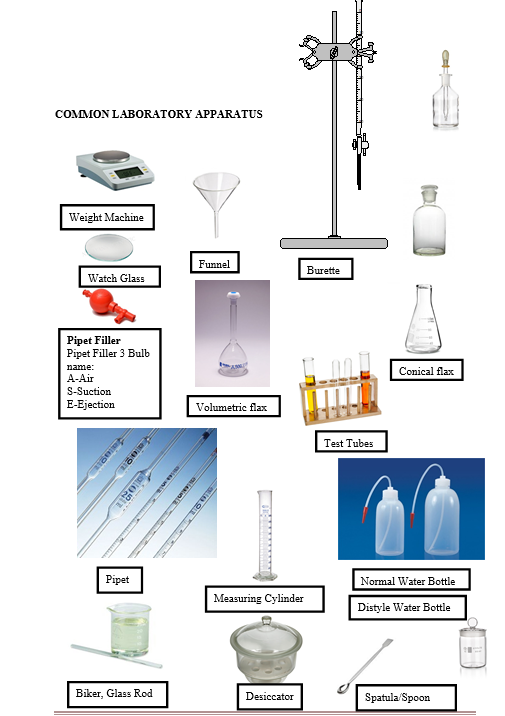 COMMON LABORATORY APPARATUS
Weight Machine
Funnel
Burette
Watch Glass
Pipet Filler
Pipet Filler 3 Bulb
name:
A-Air
S-Suction
E-Ejection
Volumetric flax
Conical flax
Test Tubes
Pipet
Measuring Cylinder
Normal Water Bottle
Distyle Water Bottle
Biker, Glass Rod
Desiccator
Spatula/Spoon